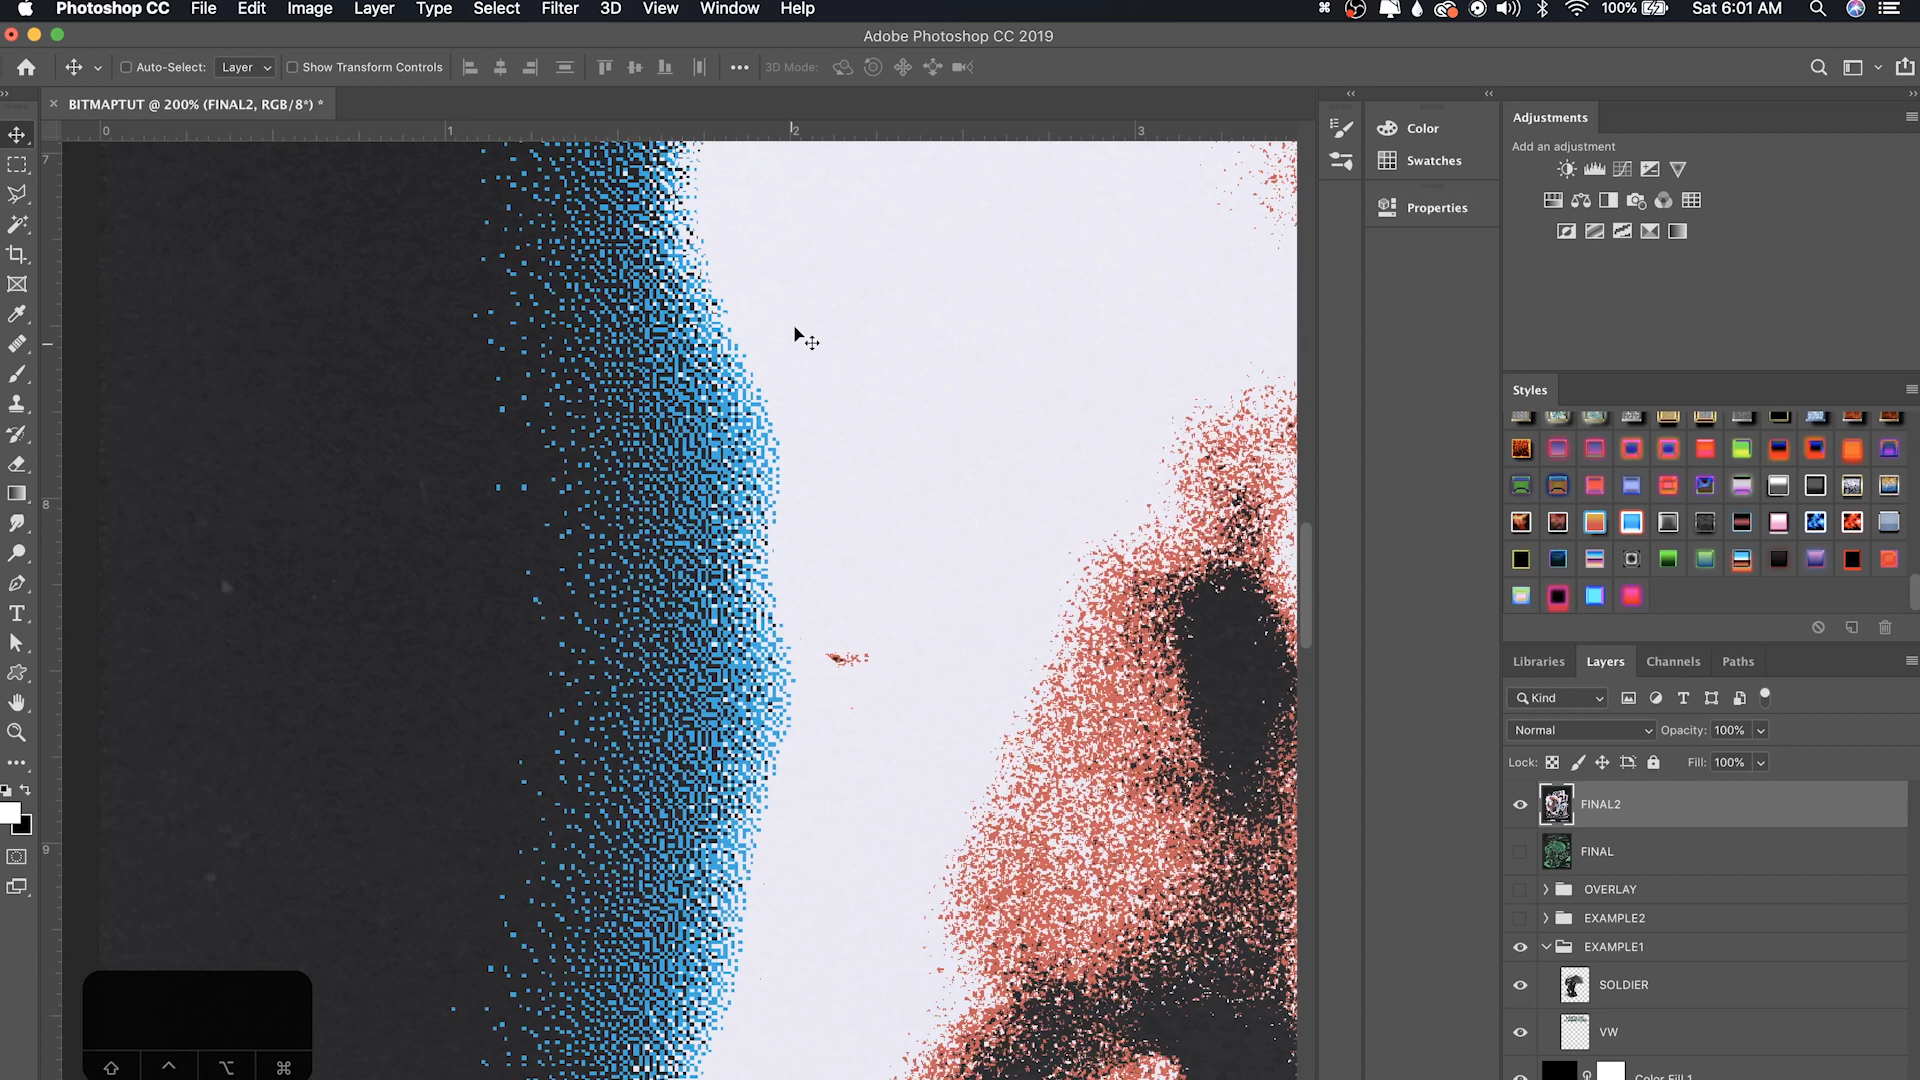 Photoshop CC File Edit Image Layer Type Select Filter 3D View Window Help 100% Sat 6:01 AM
Adobe Photoshop CC 2019
Auto-Select: Layer Show Transform Controls 3D Mode:
BITMAPTUT @ 200% (FINAL2, RGB/8*) *
0 1 2 3
7
8
9
Color
Swatches
Properties
Adjustments
Add an adjustment
Styles
Libraries Layers Channels Paths
Kind
Normal Opacity: 100%
Lock: Fill: 100%
FINAL2
FINAL
OVERLAY
EXAMPLE2
EXAMPLE1
SOLDIER
VW
Color Fill 1